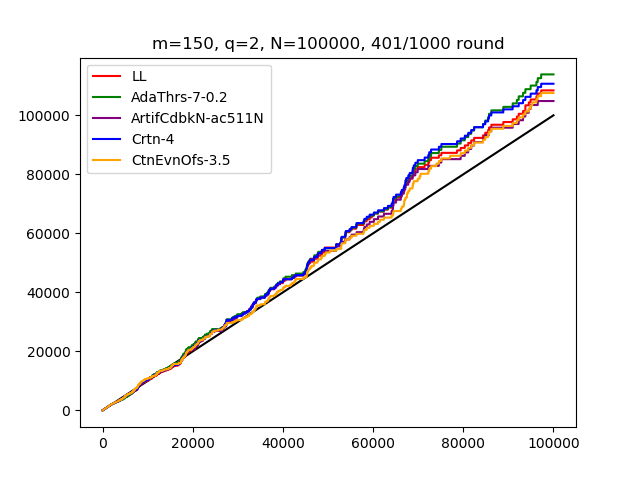 m=150, q=2, N=100000, 401/1000 round
LL
AdaThrs-7-0.2
ArtifCdbkN-ac511N
Crtn-4
CtnEvnOfs-3.5
100000
80000
60000
40000
20000
0
0 20000 40000 60000 80000 100000